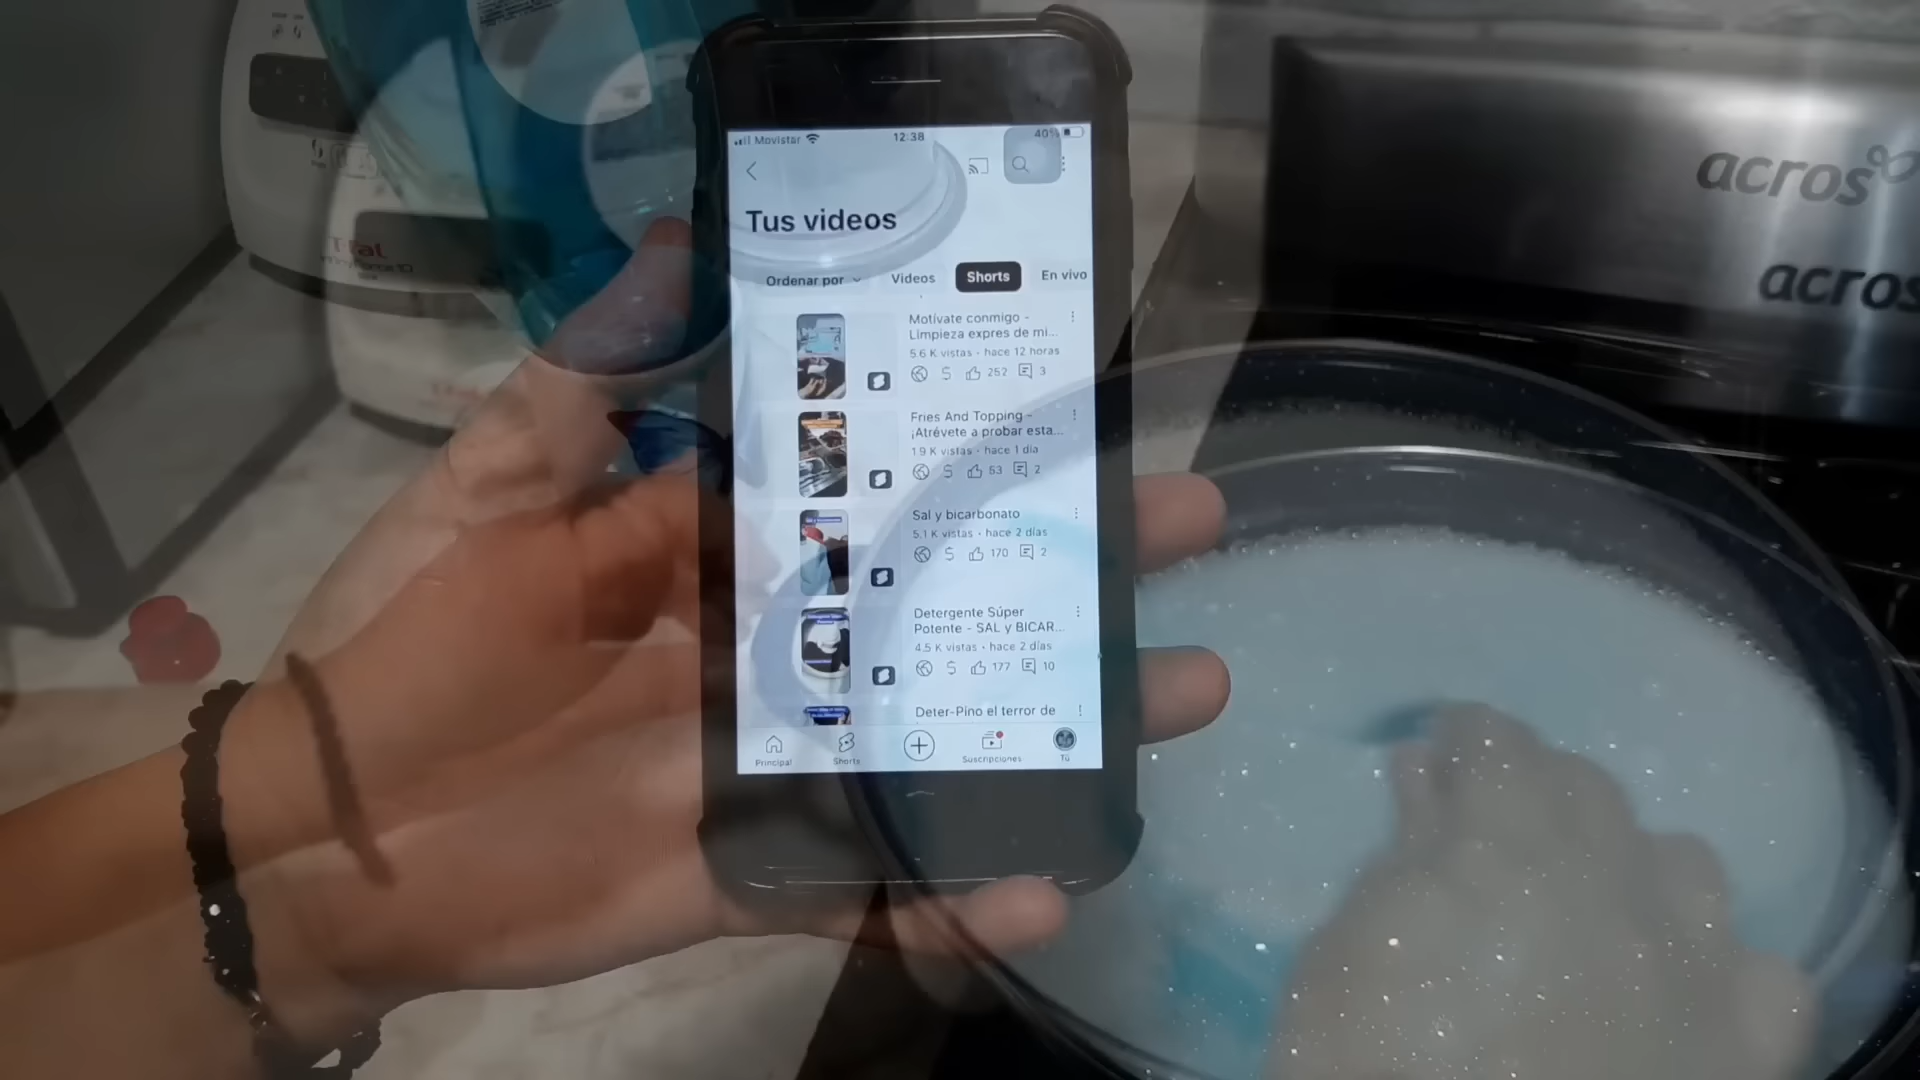 Movistar
12:38
40%
Tus videos
Ordenar por
Videos
Shorts
En vivo
Motívate conmigo -
Limpieza expres de mi...
5.6 K vistas · hace 12 horas
252
3
Fries And Topping -
¡Atrévete a probar esta...
1.9 K vistas · hace 1 día
53
2
Sal y bicarbonato
5.1 K vistas · hace 2 días
170
2
Detergente Súper
Potente - SAL y BICAR...
4.5 K vistas · hace 2 días
177
10
Deter-Pino el terror de
Principal
Shorts
Suscripciones
Tú
acros
acros